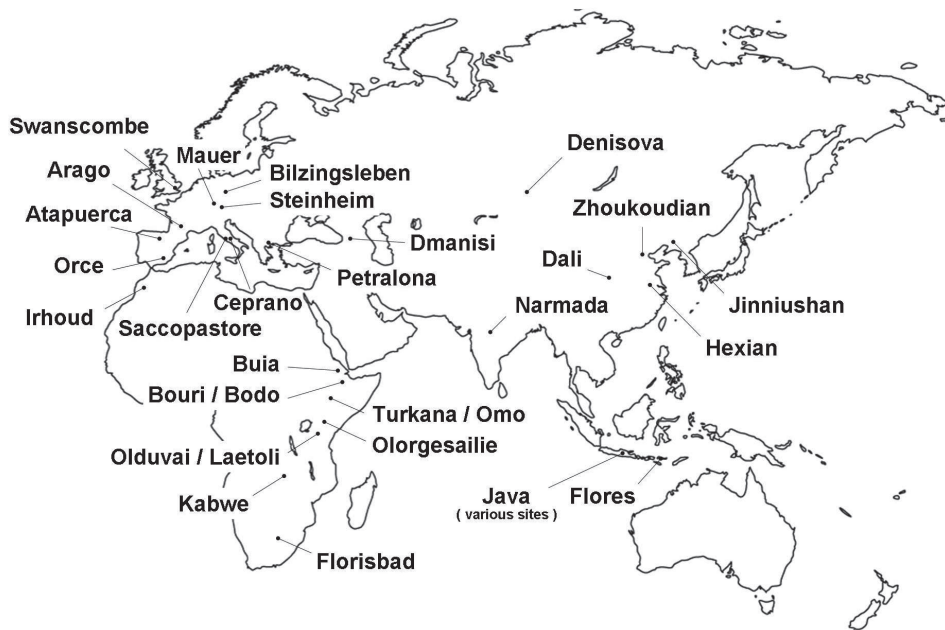 Swanscombe
Mauer
Denisova
Arago
Bilzingsleben
Steinheim
Zhoukoudian
Atapuerca
Dmanisi
Dali
Orce
Petralona
Ceprano
Narmada
Jinniushan
Irhoud
Saccopastore
Hexian
Buia
Bouri / Bodo
Turkana / Omo
Olorgesailie
Olduvai / Laetoli
Kabwe
Java
( various sites )
Flores
Florisbad